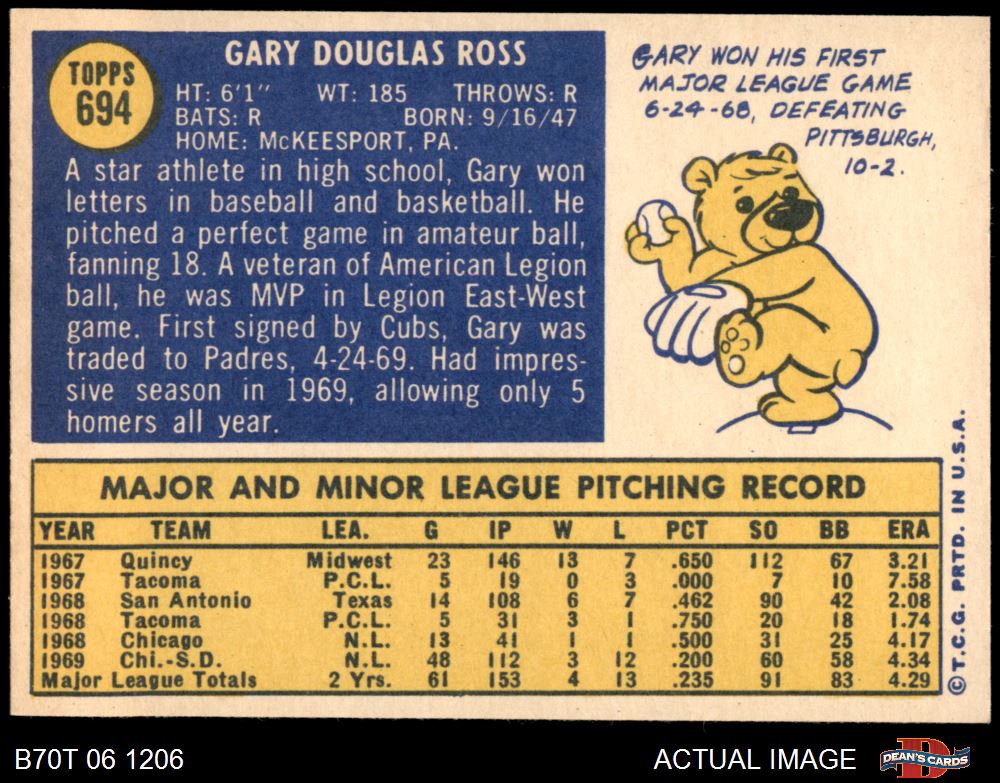 TOPPS
694
GARY DOUGLAS ROSS
HT: 6'1" WT: 185 THROWS: R
BATS: R BORN: 9/16/47
HOME: McKEESPORT, PA.
A star athlete in high school, Gary won
letters in baseball and basketball. He
pitched a perfect game in amateur ball,
fanning 18. A veteran of American Legion
ball, he was MVP in Legion East-West
game. First signed by Cubs, Gary was
traded to Padres, 4-24-69. Had impres-
sive season in 1969, allowing only 5
homers all year.
GARY WON HIS FIRST
MAJOR LEAGUE GAME
6-24-68, DEFEATING
PITTSBURGH,
10-2.
MAJOR AND MINOR LEAGUE PITCHING RECORD
YEAR TEAM LEA. G IP W L PCT SO BB ERA
1967 Quincy Midwest 23 146 13 7 .650 112 67 3.21
1967 Tacoma P.C.L. 5 19 0 3 .000 7 10 7.58
1968 San Antonio Texas 14 108 6 7 .462 90 42 2.08
1968 Tacoma P.C.L. 5 31 3 1 .750 20 18 1.74
1968 Chicago N.L. 13 41 1 1 .500 31 25 4.17
1969 Chi.-S.D. N.L. 48 112 3 12 .200 60 58 4.34
Major League Totals 2 Yrs. 61 153 4 13 .235 91 83 4.29
© T.C.G. PRTD. IN U.S.A.
B70T 06 1206
ACTUAL IMAGE
DEAN'S CARDS